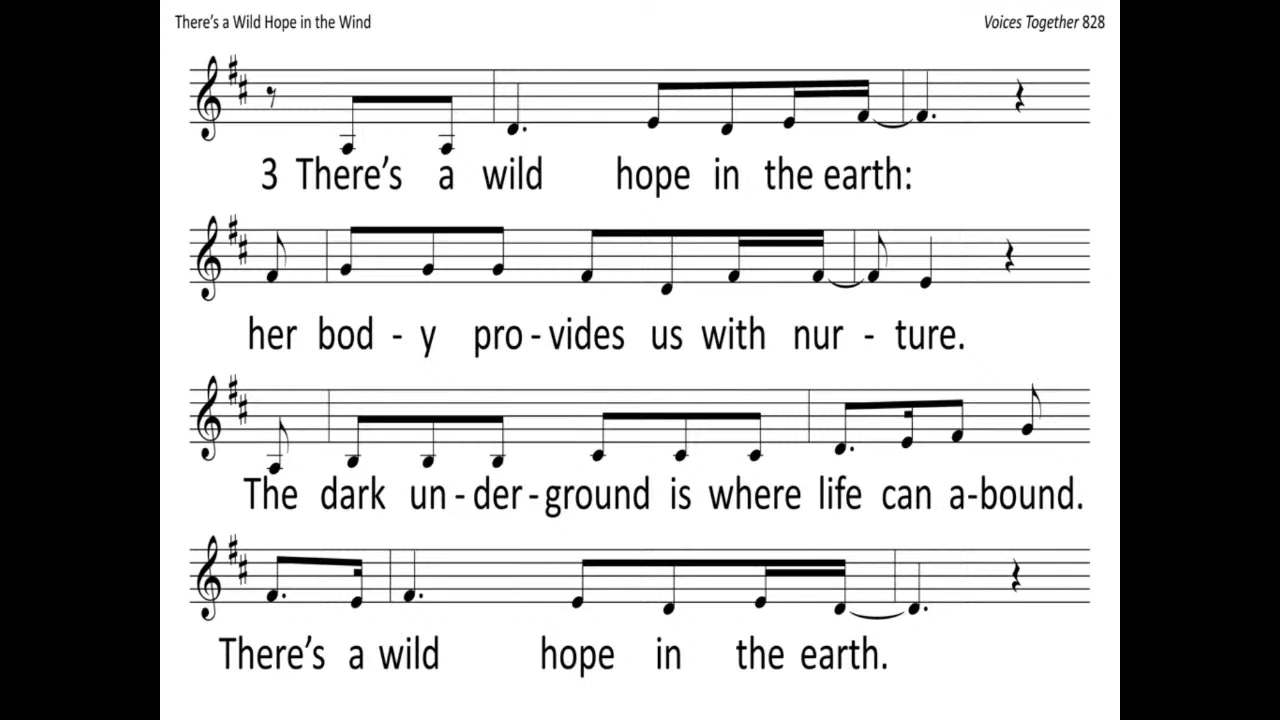 There's a Wild Hope in the Wind Voices Together 828
3 There's a wild hope in the earth:
her bod - y pro - vides us with nur - ture.
The dark un - der - ground is where life can a-bound.
There's a wild hope in the earth.